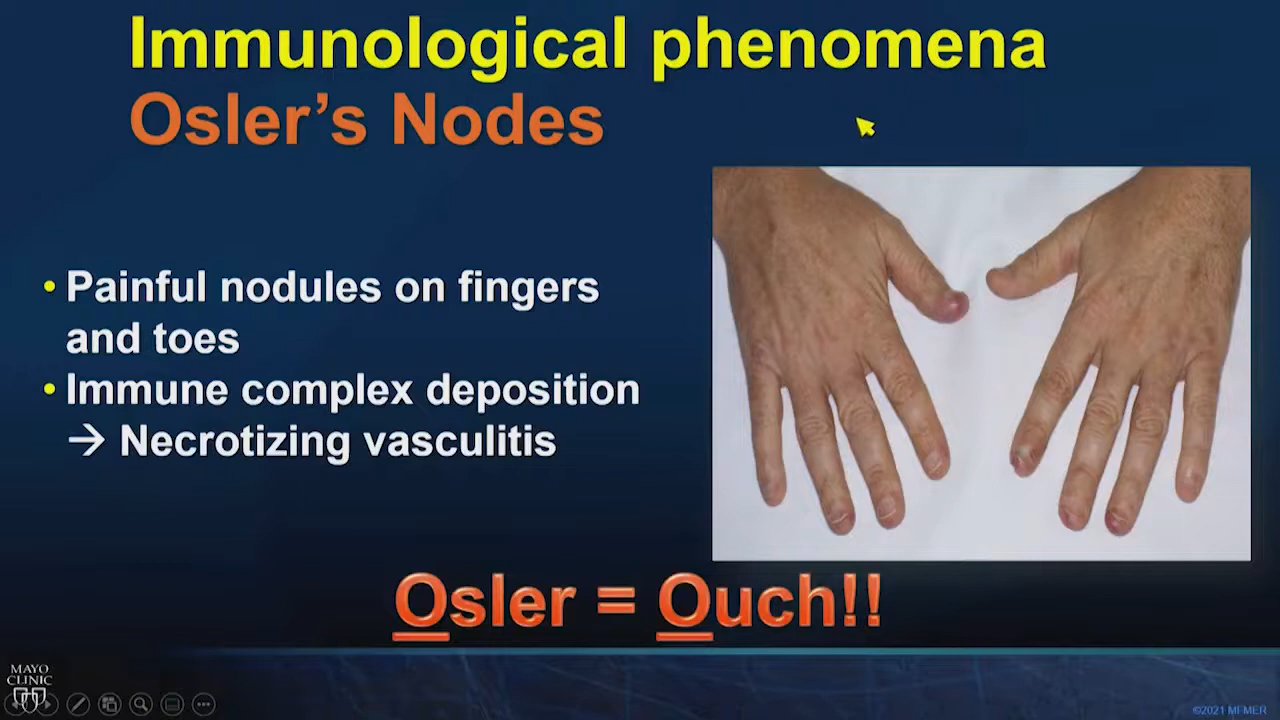 Immunological phenomena
Osler's Nodes
• Painful nodules on fingers
and toes
• Immune complex deposition
→ Necrotizing vasculitis
Osler = Ouch!!
MAYO
CLINIC
©2021 MFMER